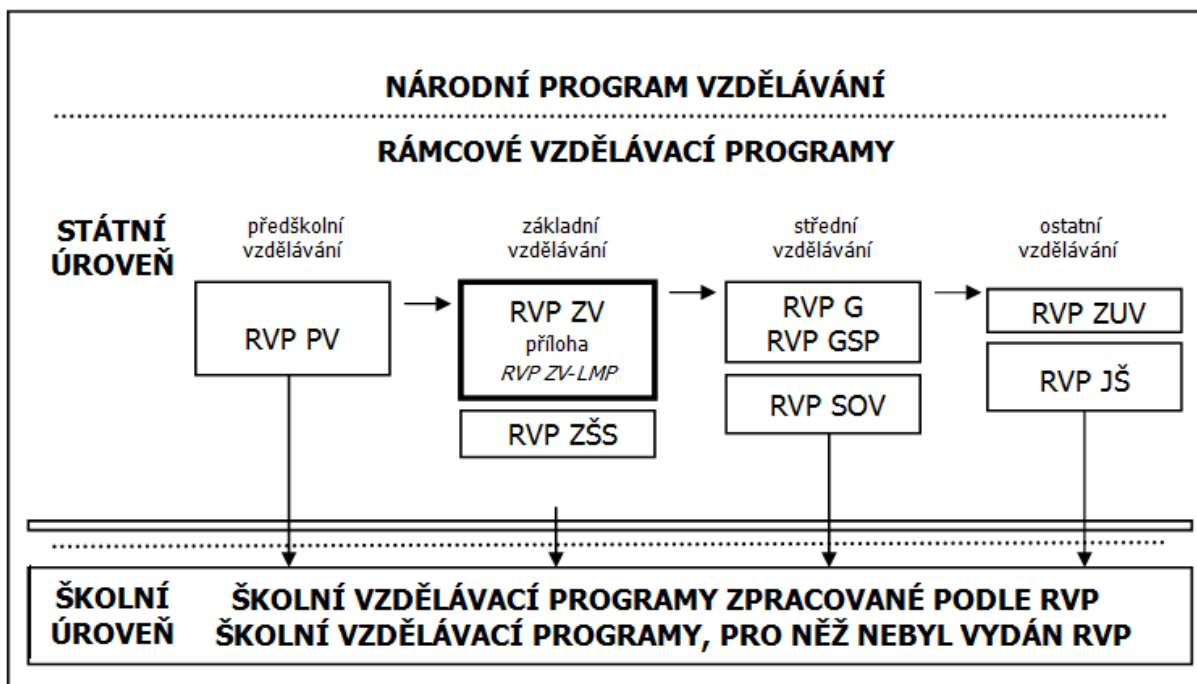 NÁRODNÍ PROGRAM VZDĚLÁVÁNÍ
RÁMCOVÉ VZDĚLÁVACÍ PROGRAMY
STÁTNÍ
ÚROVEŇ
předškolní
vzdělávání
základní
vzdělávání
střední
vzdělávání
ostatní
vzdělávání
RVP PV
RVP ZV
příloha
RVP ZV-LMP
RVP ZŠS
RVP G
RVP GSP
RVP SOV
RVP ZUV
RVP JŠ
ŠKOLNÍ
ÚROVEŇ
ŠKOLNÍ VZDĚLÁVACÍ PROGRAMY ZPRACOVANÉ PODLE RVP
ŠKOLNÍ VZDĚLÁVACÍ PROGRAMY, PRO NĚŽ NEBYL VYDÁN RVP